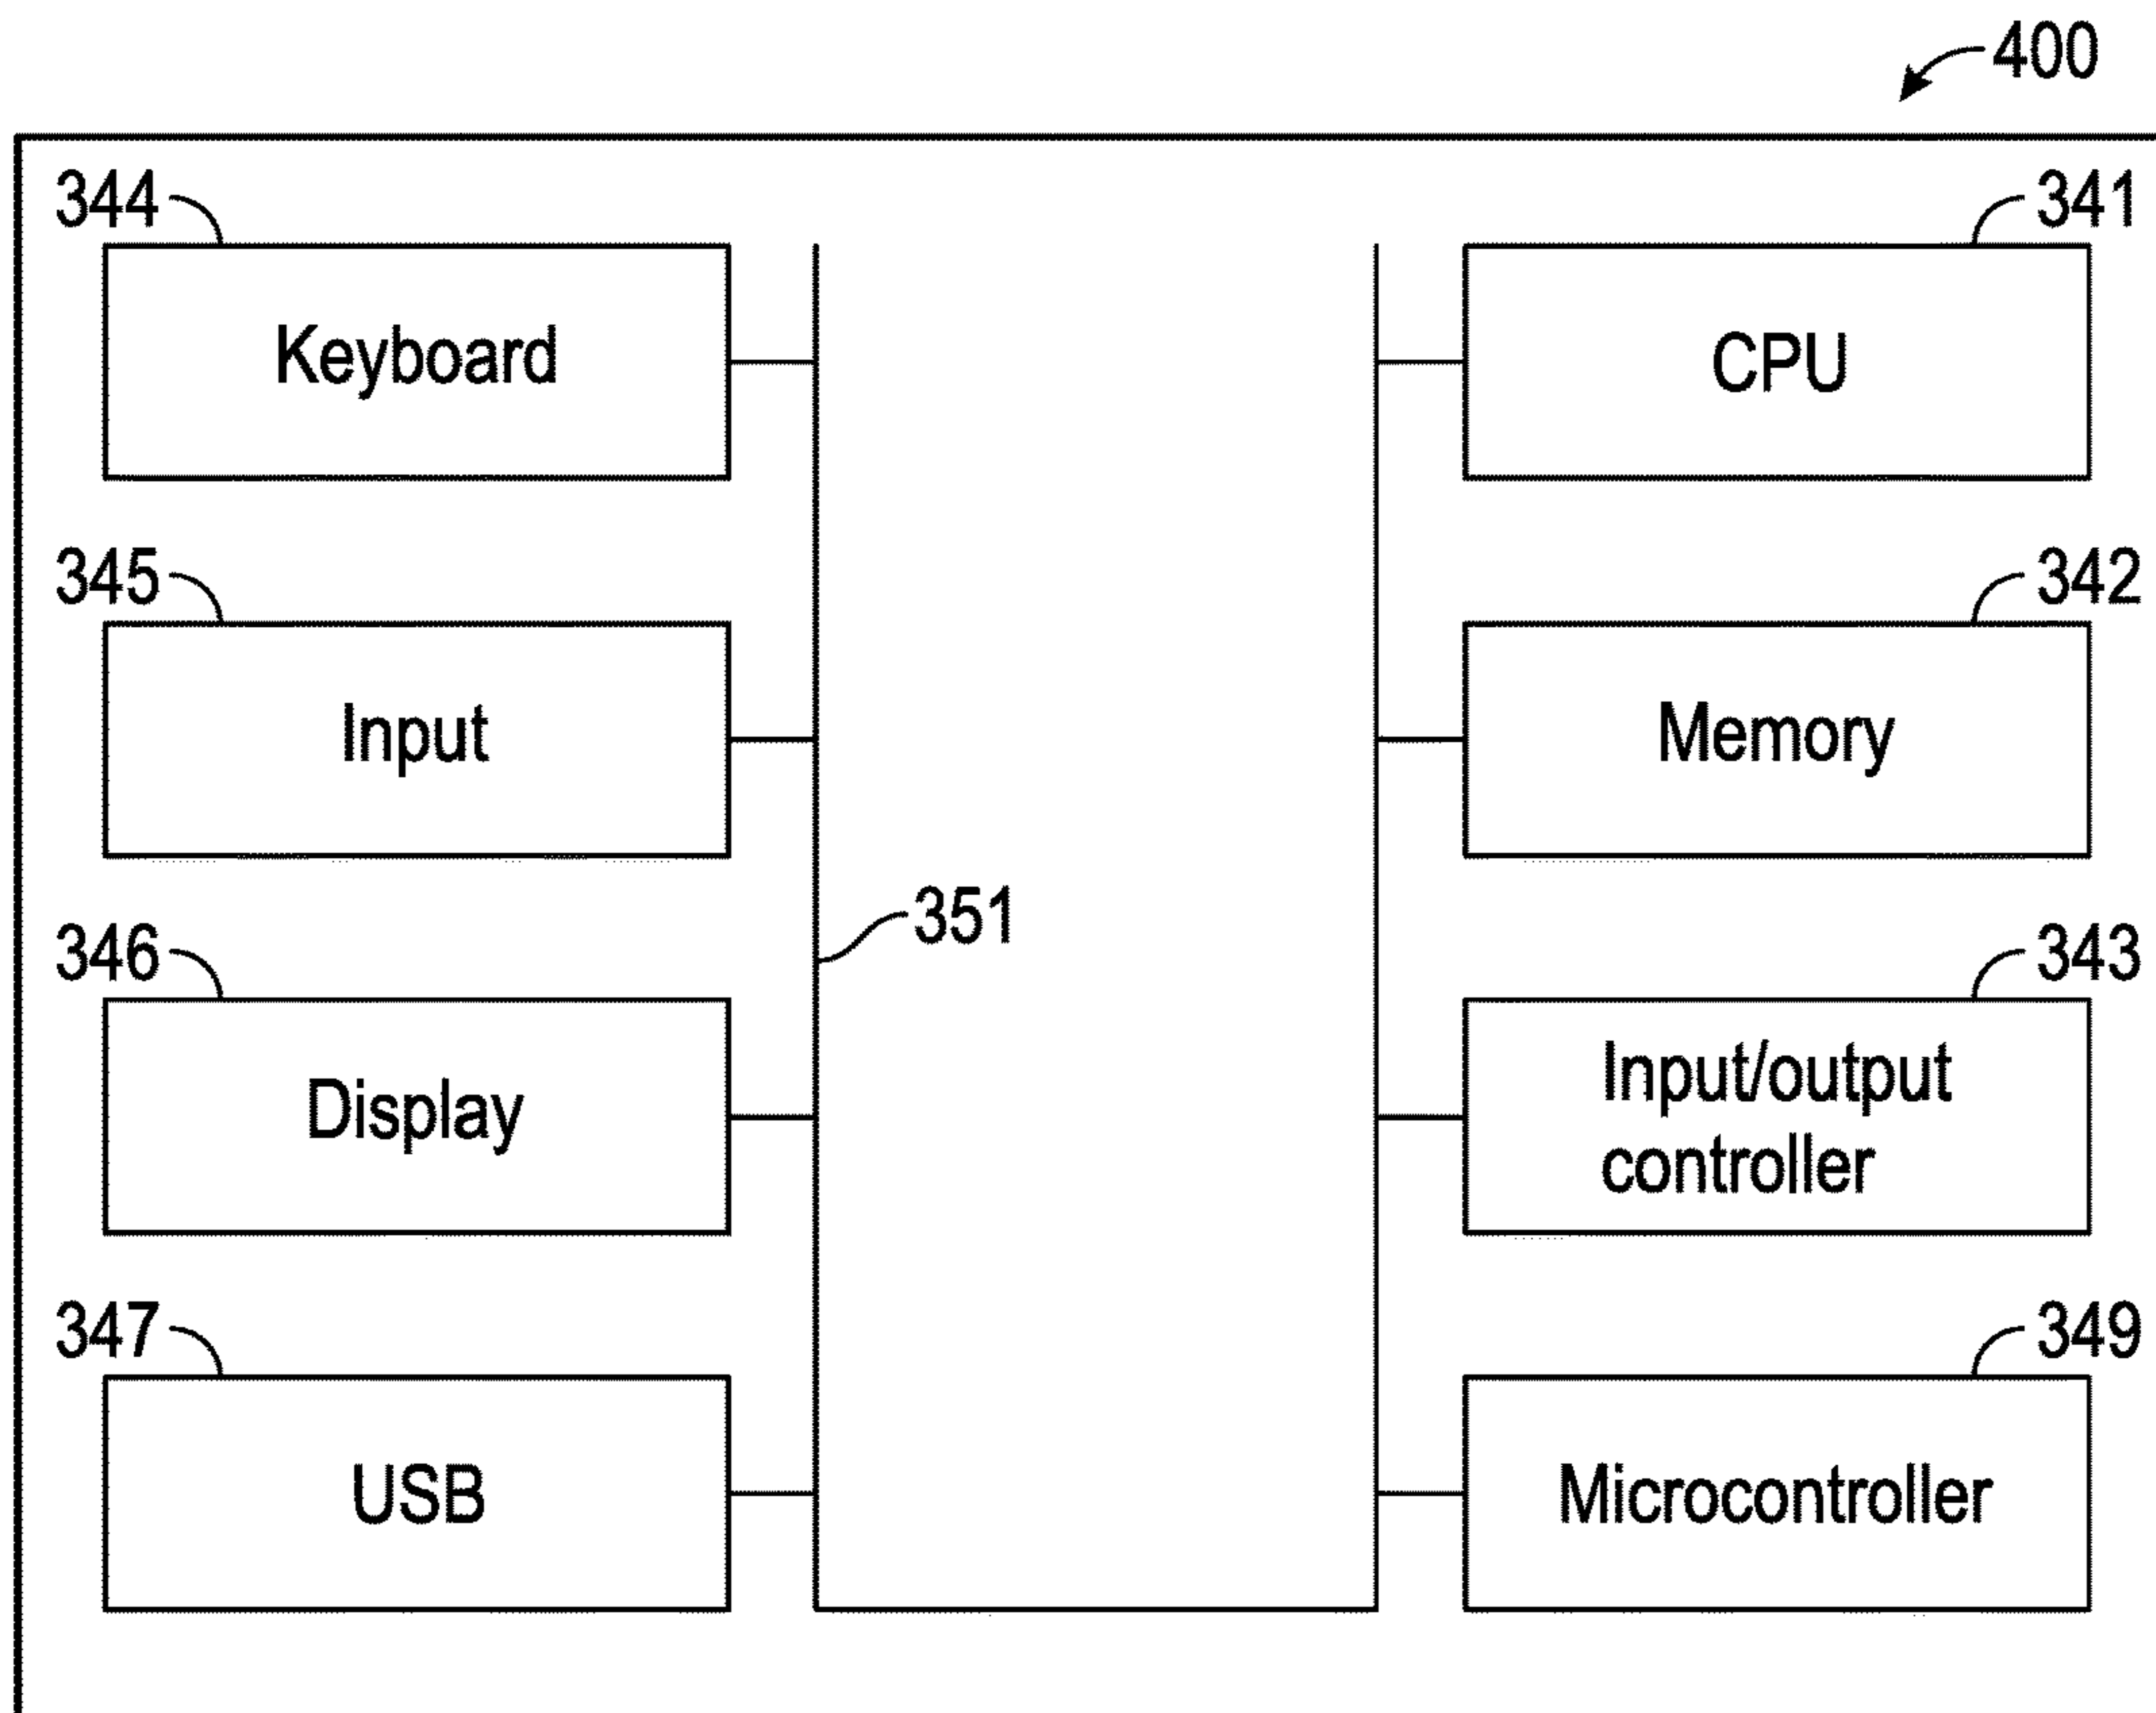 400
344
341
Keyboard
CPU
345
342
Input
Memory
351
346
343
Display
Input/output
controller
347
349
USB
Microcontroller